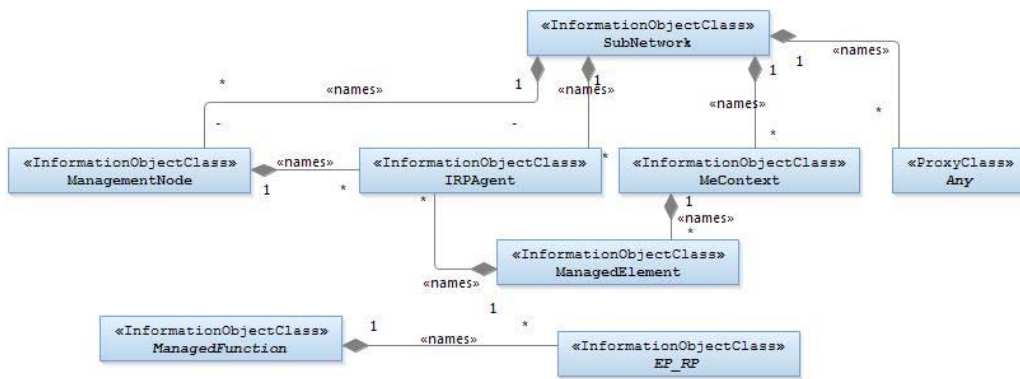 «InformationObjectClass»
SubNetwork
1
«names»
*
-
1
«names»
1
-
*
«names»
1
*
«names»
1
*
«InformationObjectClass»
ManagementNode
«names»
1
*
«InformationObjectClass»
IRPAgent
«InformationObjectClass»
MeContext
«ProxyClass»
Any
*
1
«names»
*
«InformationObjectClass»
ManagedElement
«names»
1
«InformationObjectClass»
ManagedFunction
1
«names»
*
«InformationObjectClass»
EP_RP